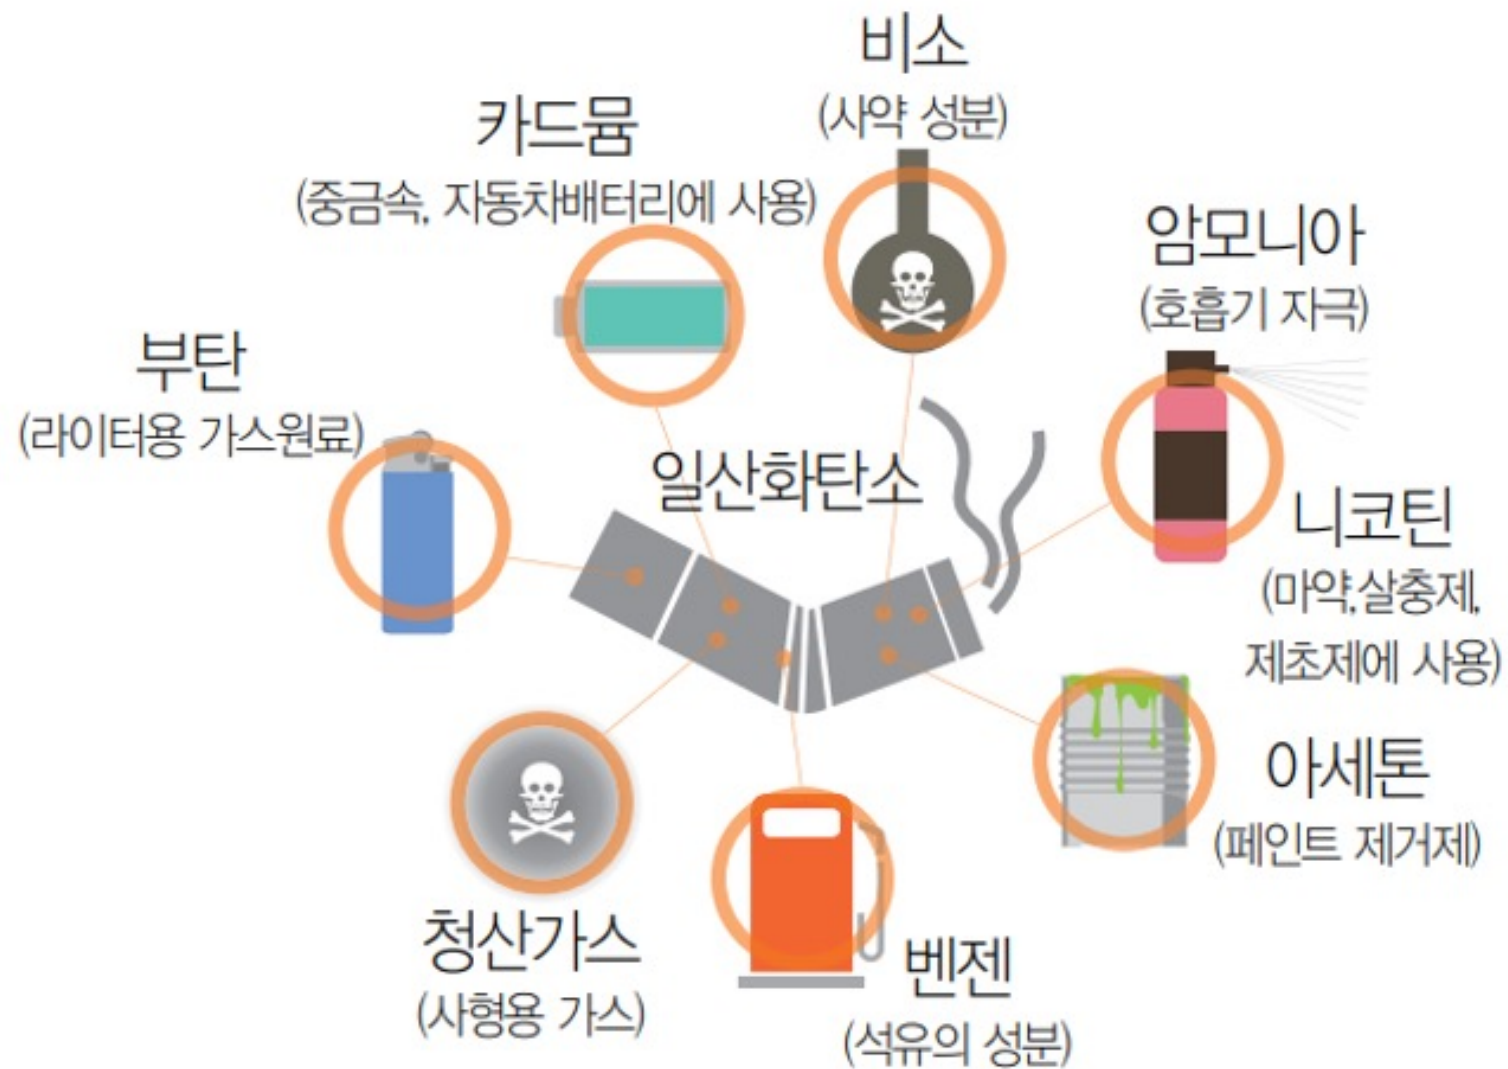 비소
(사약 성분)
카드뮴
(중금속, 자동차배터리에 사용)
암모니아
(호흡기 자극)
부탄
(라이터용 가스원료)
일산화탄소
니코틴
(마약,살충제,
제초제에 사용)
아세톤
(페인트 제거제)
청산가스
(사형용 가스)
벤젠
(석유의 성분)